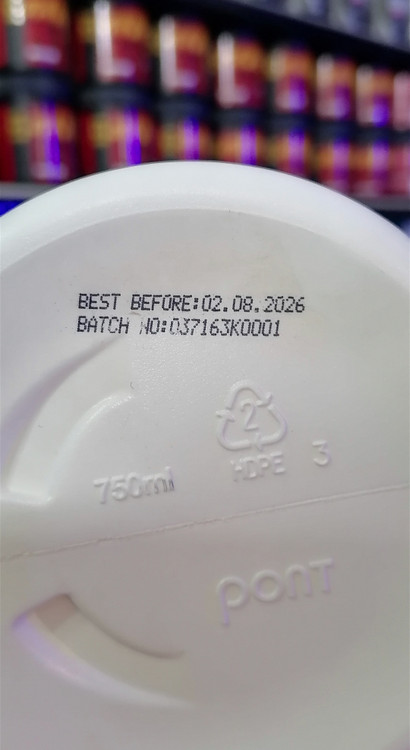 BEST BEFORE:02.08.2026
BATCH NO:037163K0001
2
HDPE 3
750ml
PONT